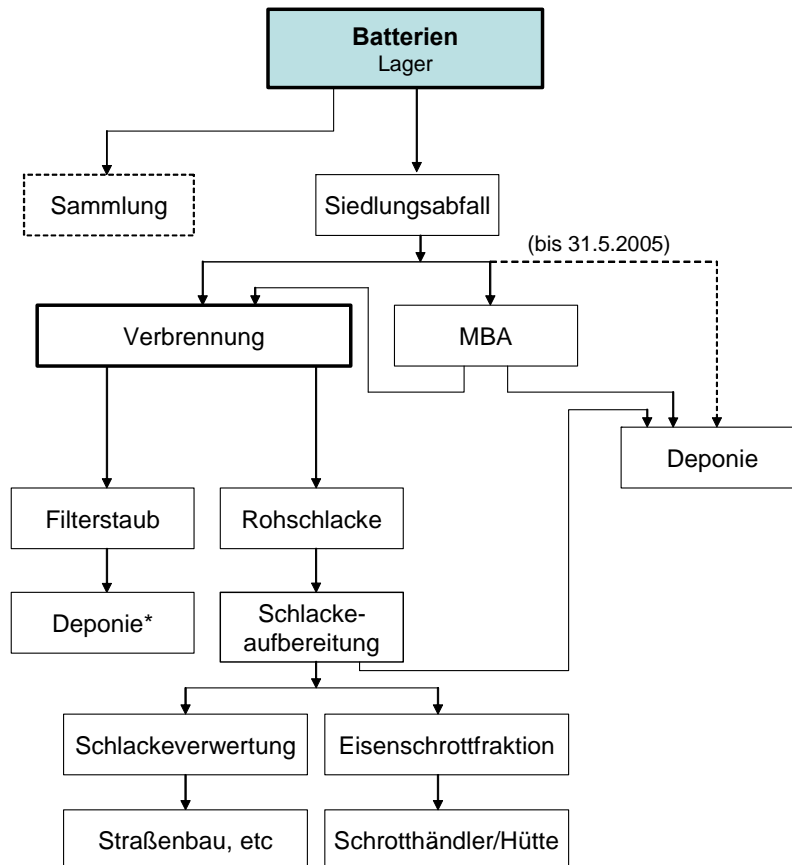 Batterien
Lager
Sammlung
Siedlungsabfall
(bis 31.5.2005)
Verbrennung
MBA
Deponie
Filterstaub
Rohschlacke
Deponie*
Schlacke-
aufbereitung
Schlackeverwertung
Eisenschrottfraktion
Straßenbau, etc
Schrotthändler/Hütte